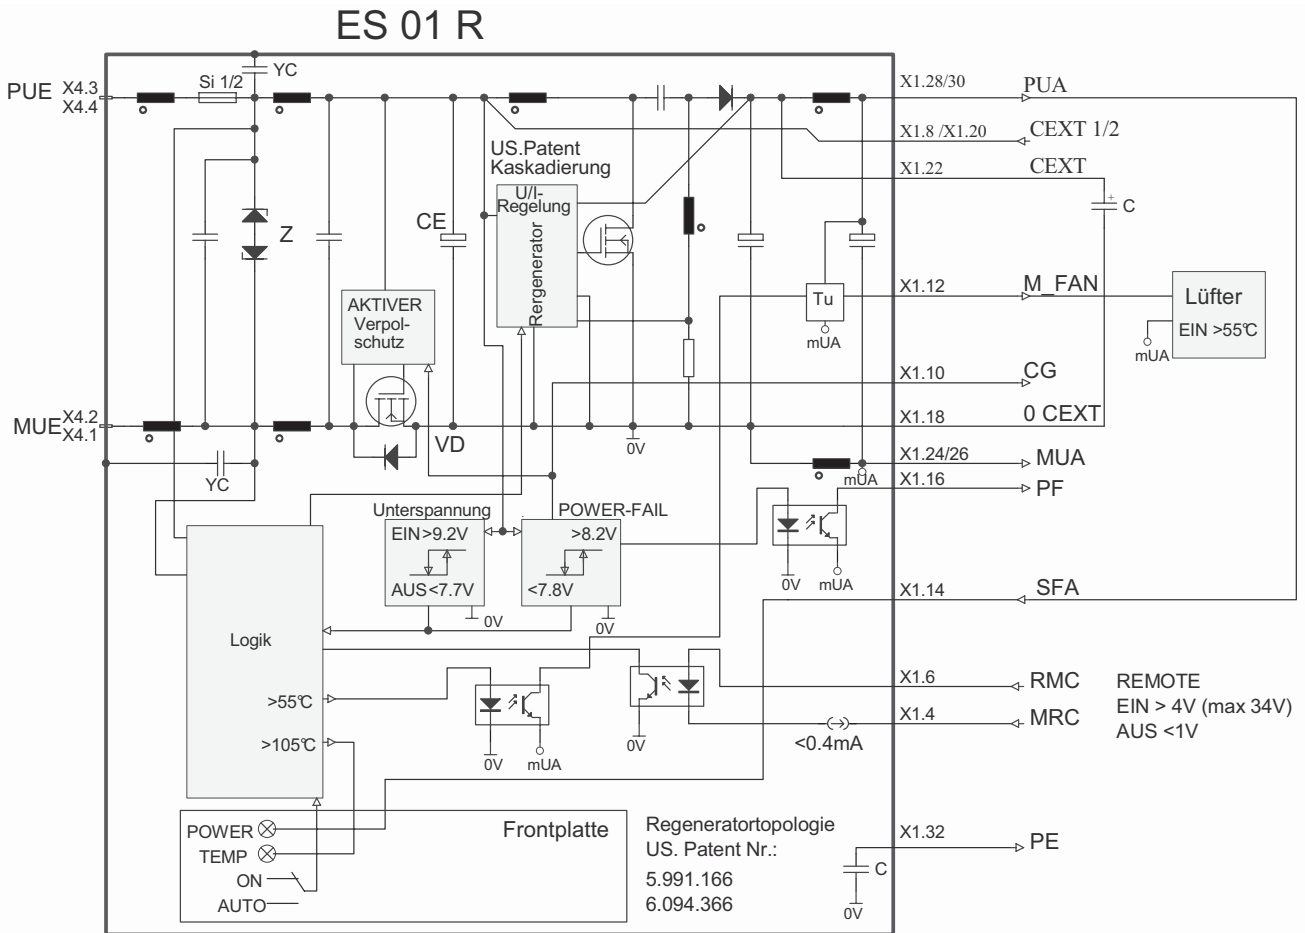 ES 01 R
PUE X4.3
X4.4
Si 1/2
YC
X1.28/30 PUA
X1.8 /X1.20 CEXT 1/2
X1.22 CEXT
US.Patent
Kaskadierung
U/I-
Regelung
Rergenerator
CE
Z
+
C
AKTIVER
Verpol-
schutz
Tu
mUA
X1.12 M_FAN
Lüfter
EIN >55°C
mUA
X1.10 CG
X1.18 0 CEXT
MUE X4.2
X4.1
VD
0V
X1.24/26 MUA
mUA
X1.16 PF
YC
Unterspannung
EIN>9.2V
AUS<7.7V
0V
POWER-FAIL
>8.2V
<7.8V
0V
0V
mUA
X1.14 SFA
Logik
>55°C
>105°C
0V
mUA
0V
<0.4mA
X1.6 RMC
X1.4 MRC
REMOTE
EIN > 4V (max 34V)
AUS <1V
POWER
TEMP
ON
AUTO
Frontplatte
Regeneratortopologie
US. Patent Nr.:
5.991.166
6.094.366
X1.32 PE
C
0V